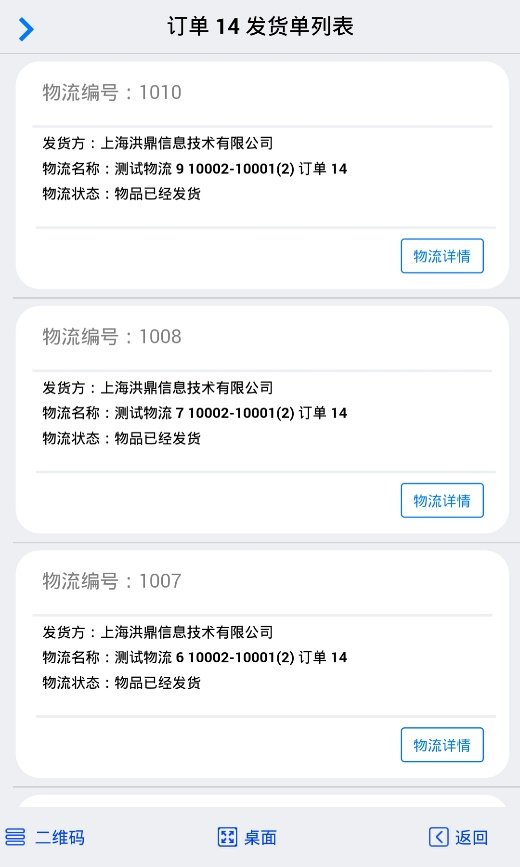 订单 14 发货单列表
物流编号：1010
发货方：上海洪鼎信息技术有限公司
物流名称：测试物流 9 10002-10001(2) 订单 14
物流状态：物品已经发货
物流详情
物流编号：1008
发货方：上海洪鼎信息技术有限公司
物流名称：测试物流 7 10002-10001(2) 订单 14
物流状态：物品已经发货
物流详情
物流编号：1007
发货方：上海洪鼎信息技术有限公司
物流名称：测试物流 6 10002-10001(2) 订单 14
物流状态：物品已经发货
物流详情
二维码 桌面 返回